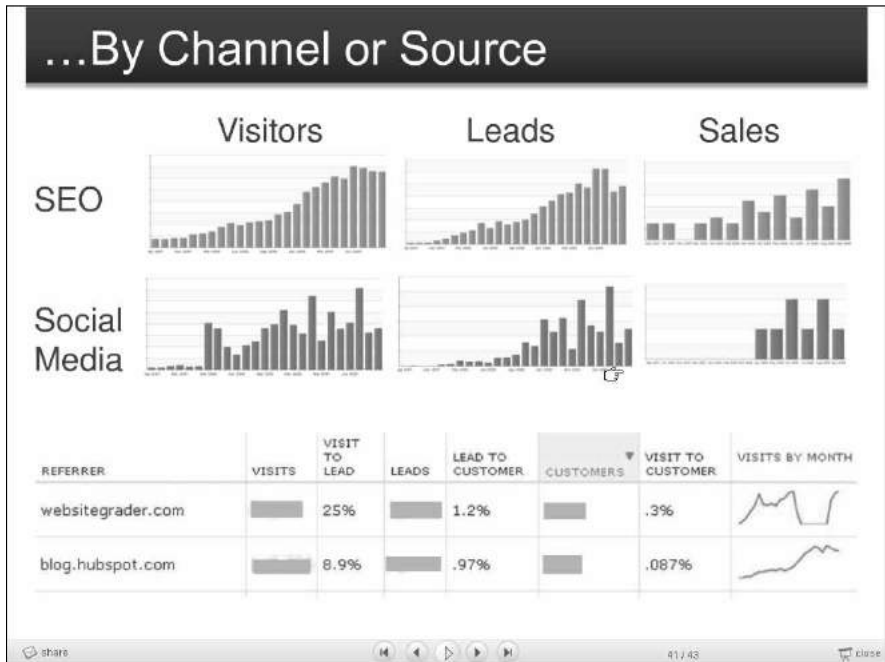 ...By Channel or Source
Visitors
Leads
Sales
SEO
Social
Media
REFERRER
VISITS
VISIT
TO
LEAD
LEADS
LEAD TO
CUSTOMER
CUSTOMERS
VISIT TO
CUSTOMER
VISITS BY MONTH
websitegrader.com
25%
1.2%
.3%
blog.hubspot.com
8.9%
.97%
.087%
share
41 / 43
close